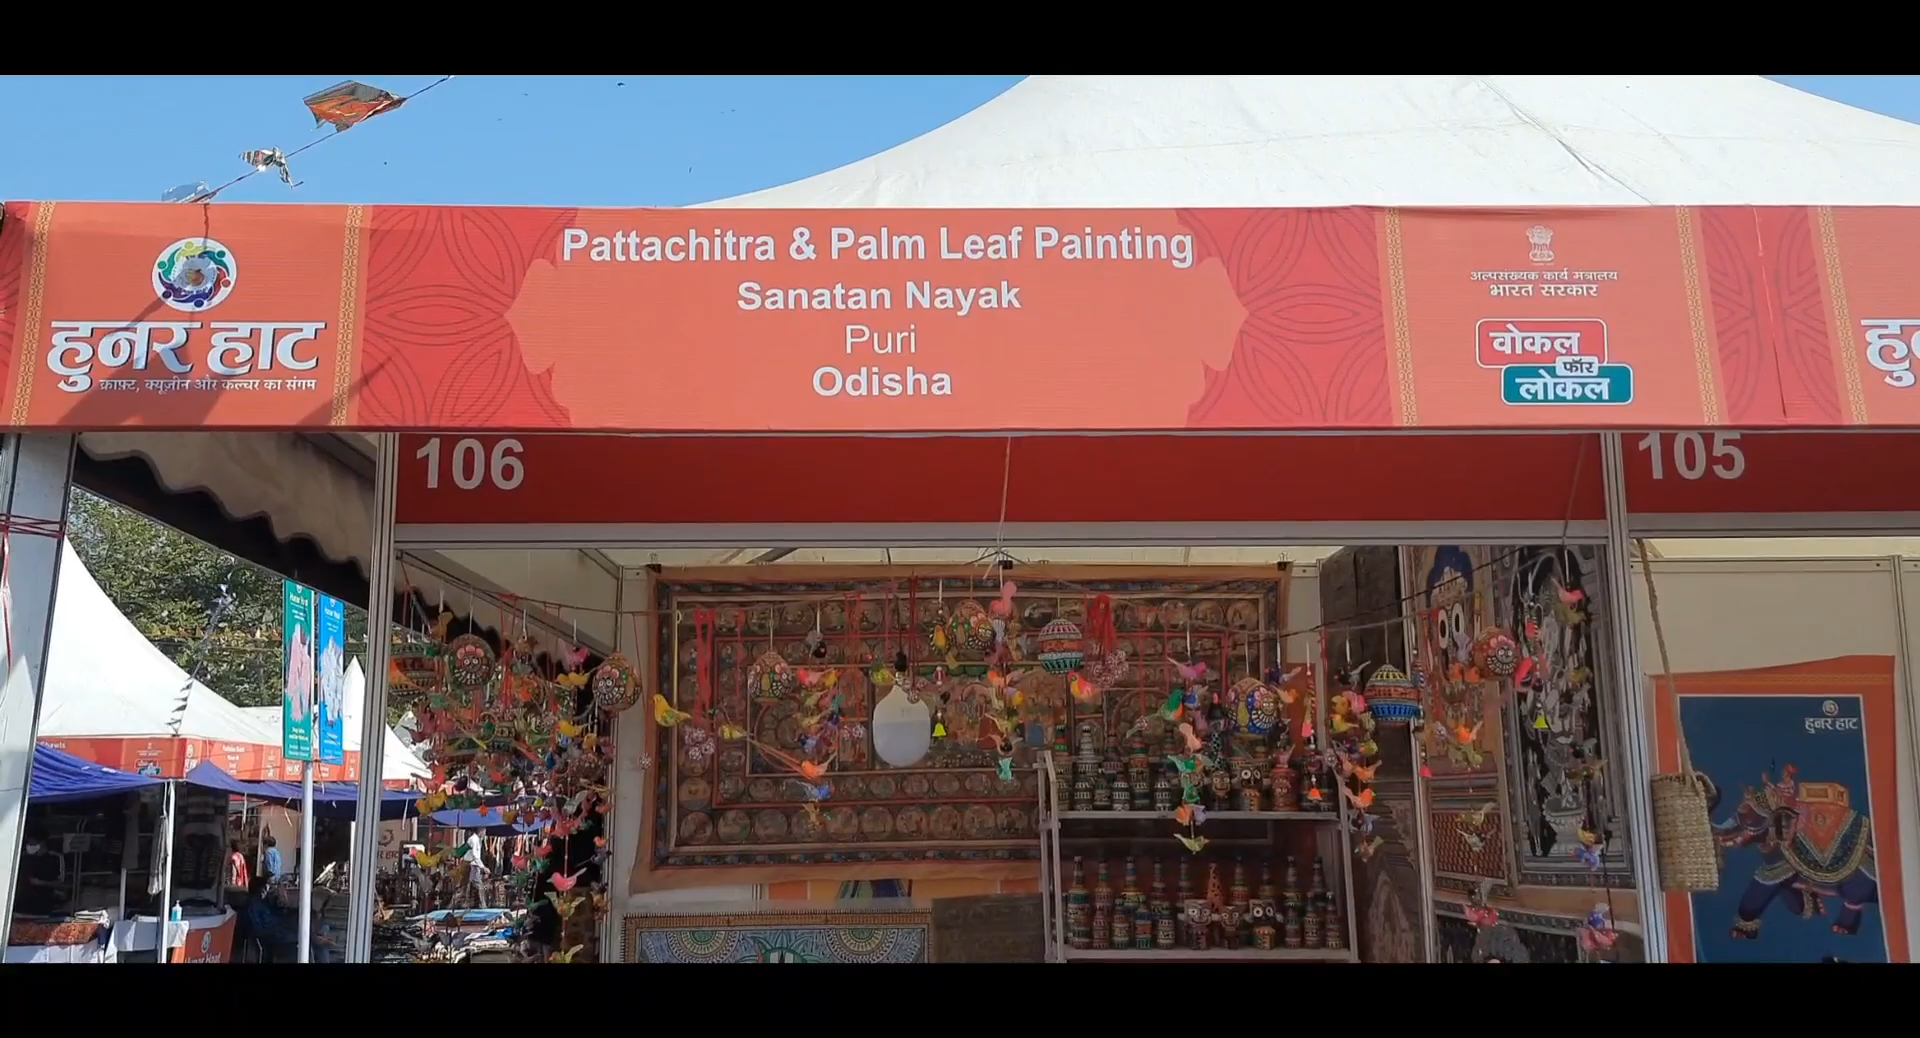 हुनर हाट
क्राफ़्ट, क्यूज़ीन और कल्चर का संगम
Pattachitra & Palm Leaf Painting
Sanatan Nayak
Puri
Odisha
अल्पसंख्यक कार्य मंत्रालय
भारत सरकार
वोकल
फॉर
लोकल
106
105
हुनर हाट